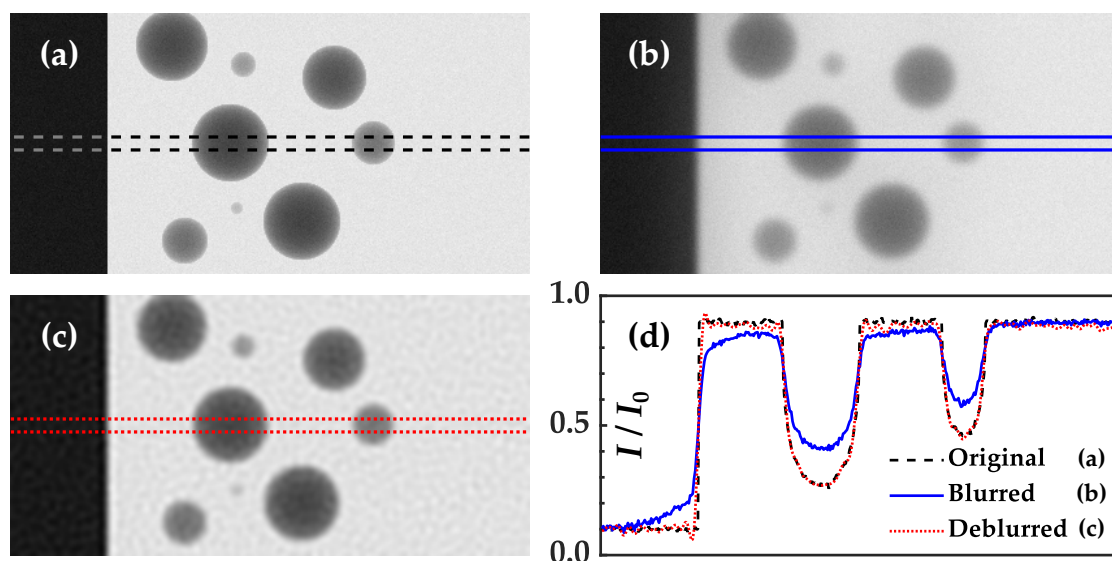 (a)
(b)
(c)
(d)
1.0
0.5
0.0
I / I0
Original (a)
Blurred (b)
Deblurred (c)